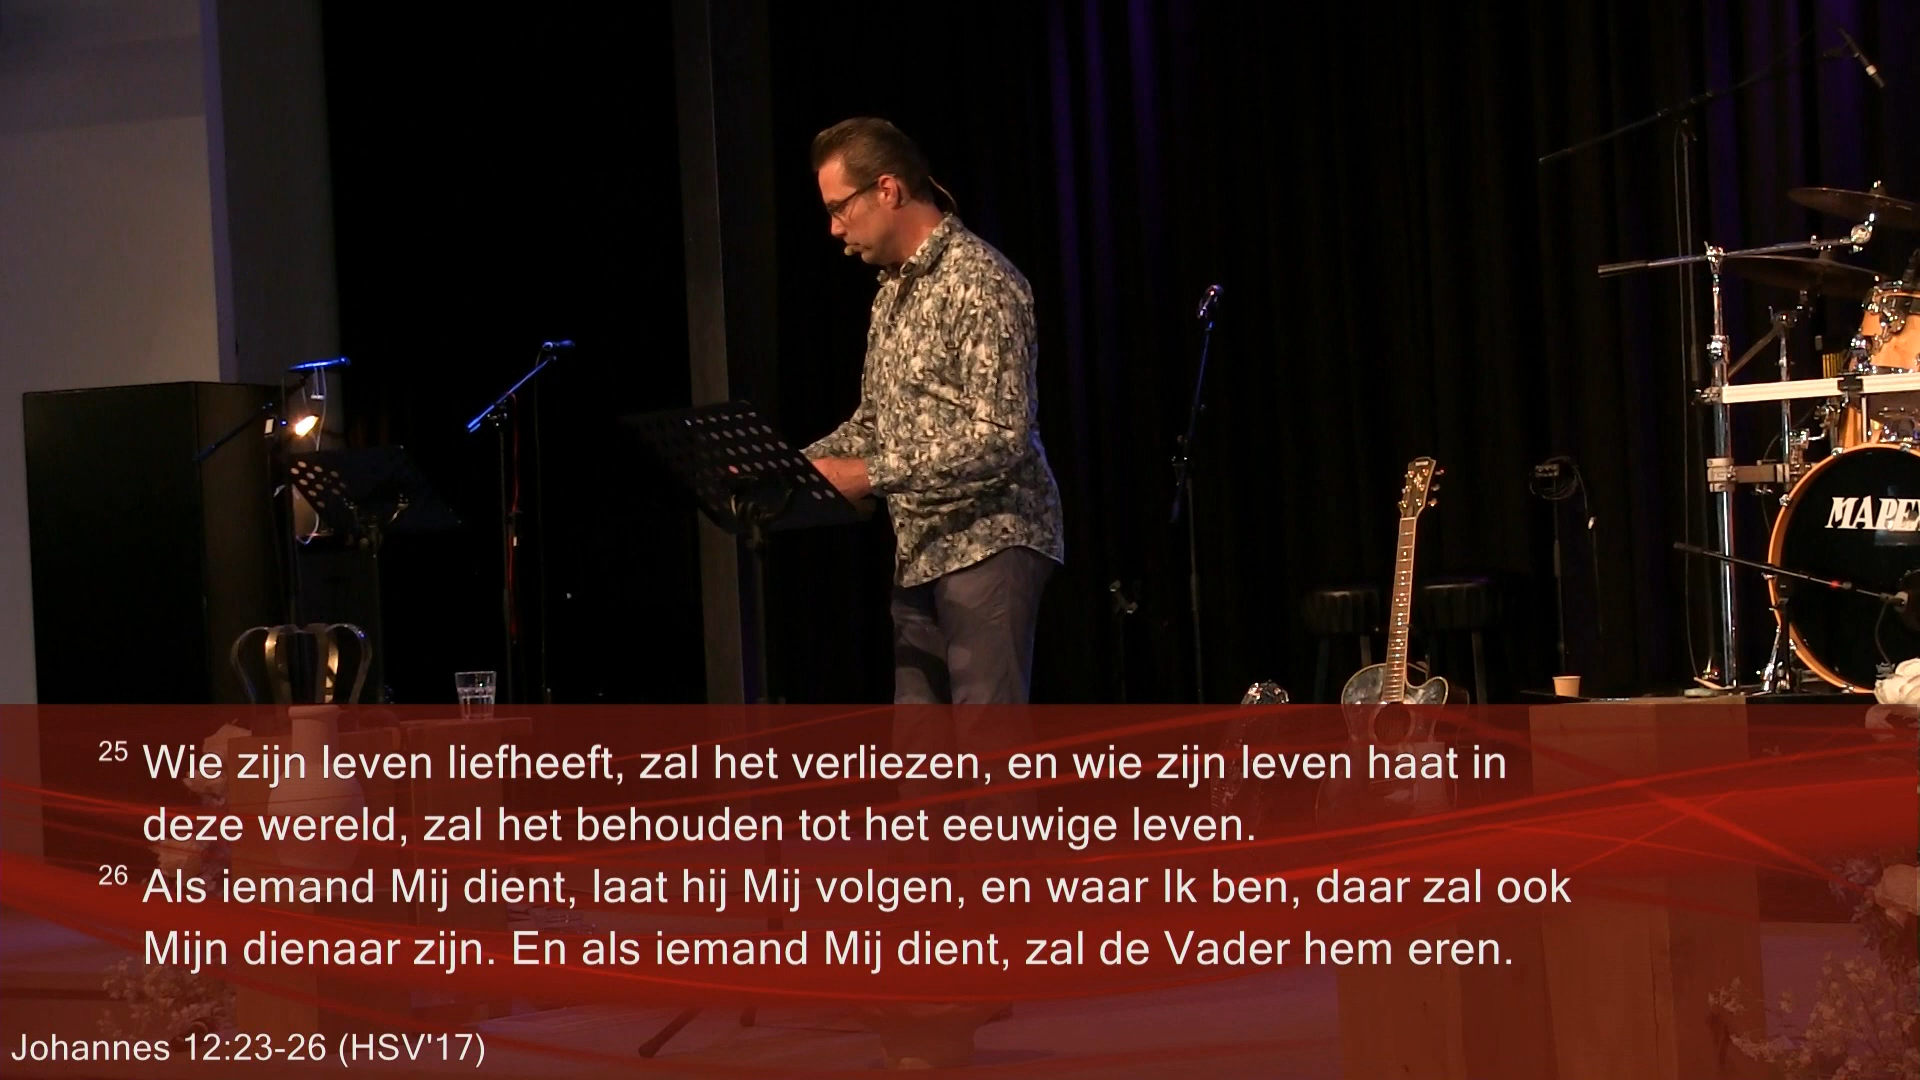 MAPEX
25 Wie zijn leven liefheeft, zal het verliezen, en wie zijn leven haat in
deze wereld, zal het behouden tot het eeuwige leven.
26 Als iemand Mij dient, laat hij Mij volgen, en waar Ik ben, daar zal ook
Mijn dienaar zijn. En als iemand Mij dient, zal de Vader hem eren.
Johannes 12:23-26 (HSV'17)